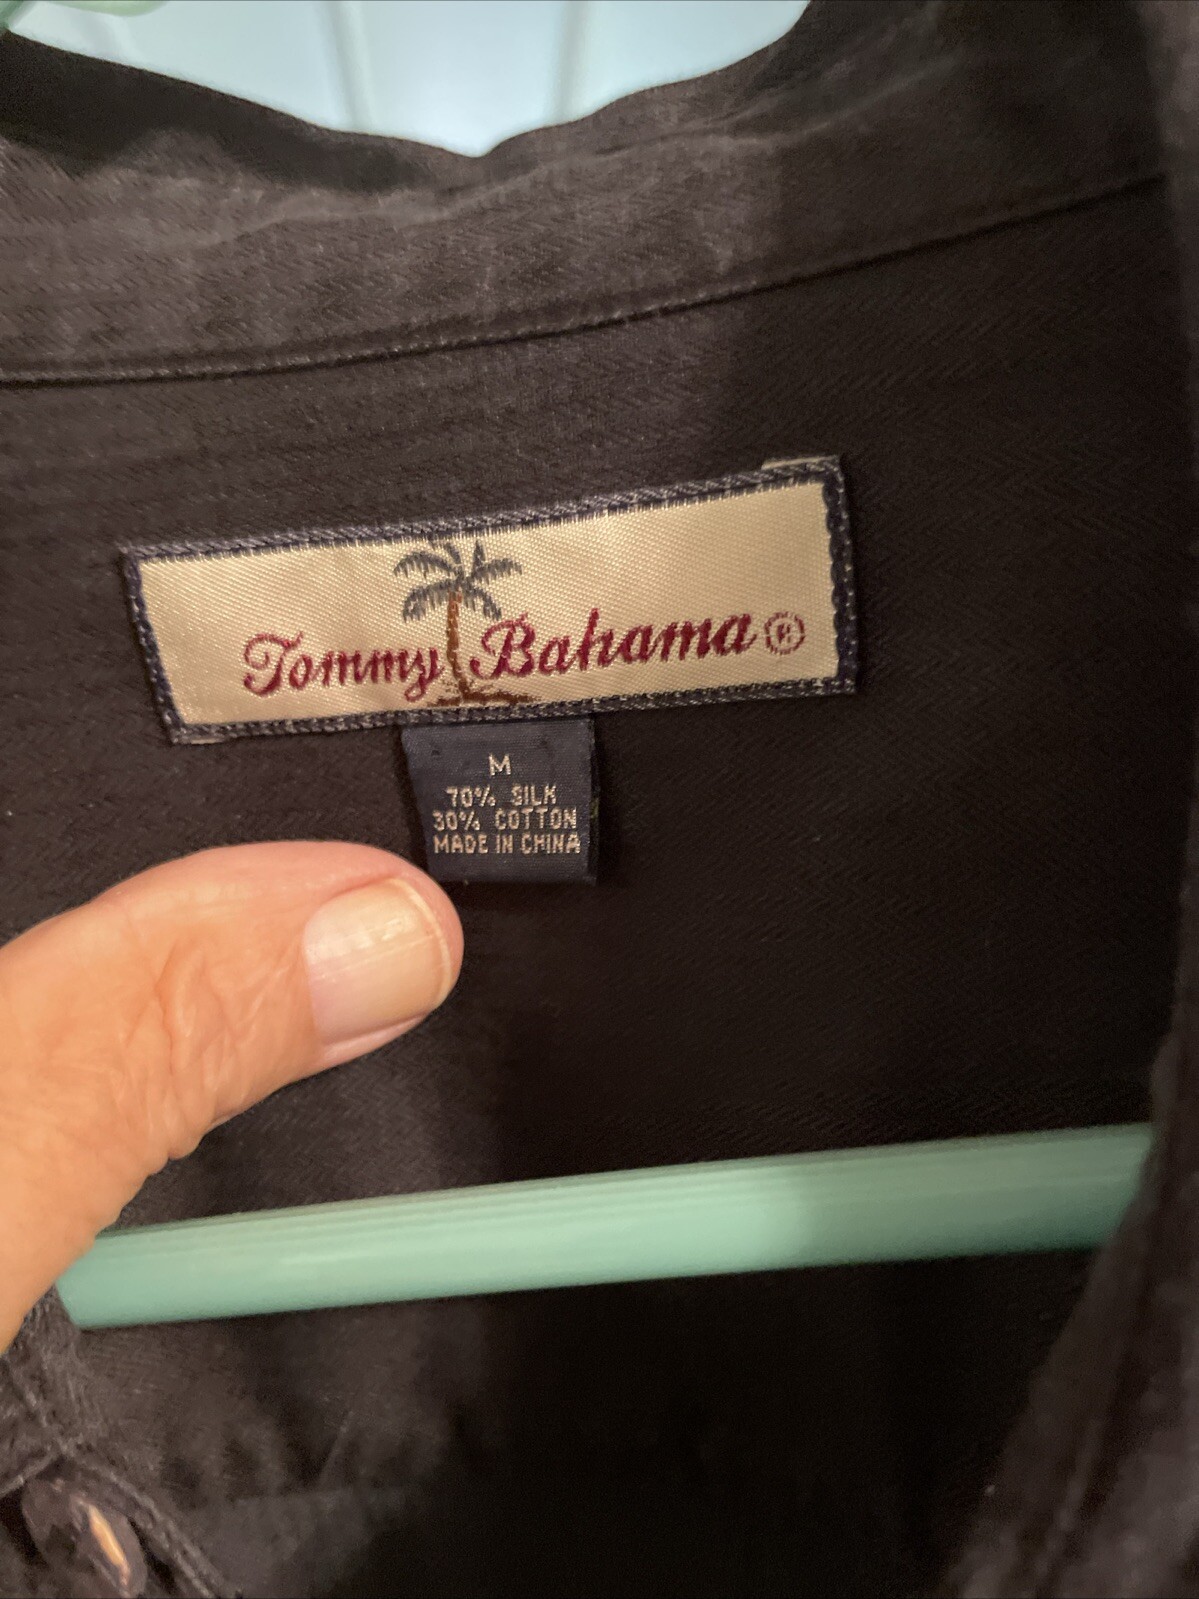 Tommy Bahama®
M
70% SILK
30% COTTON
MADE IN CHINA